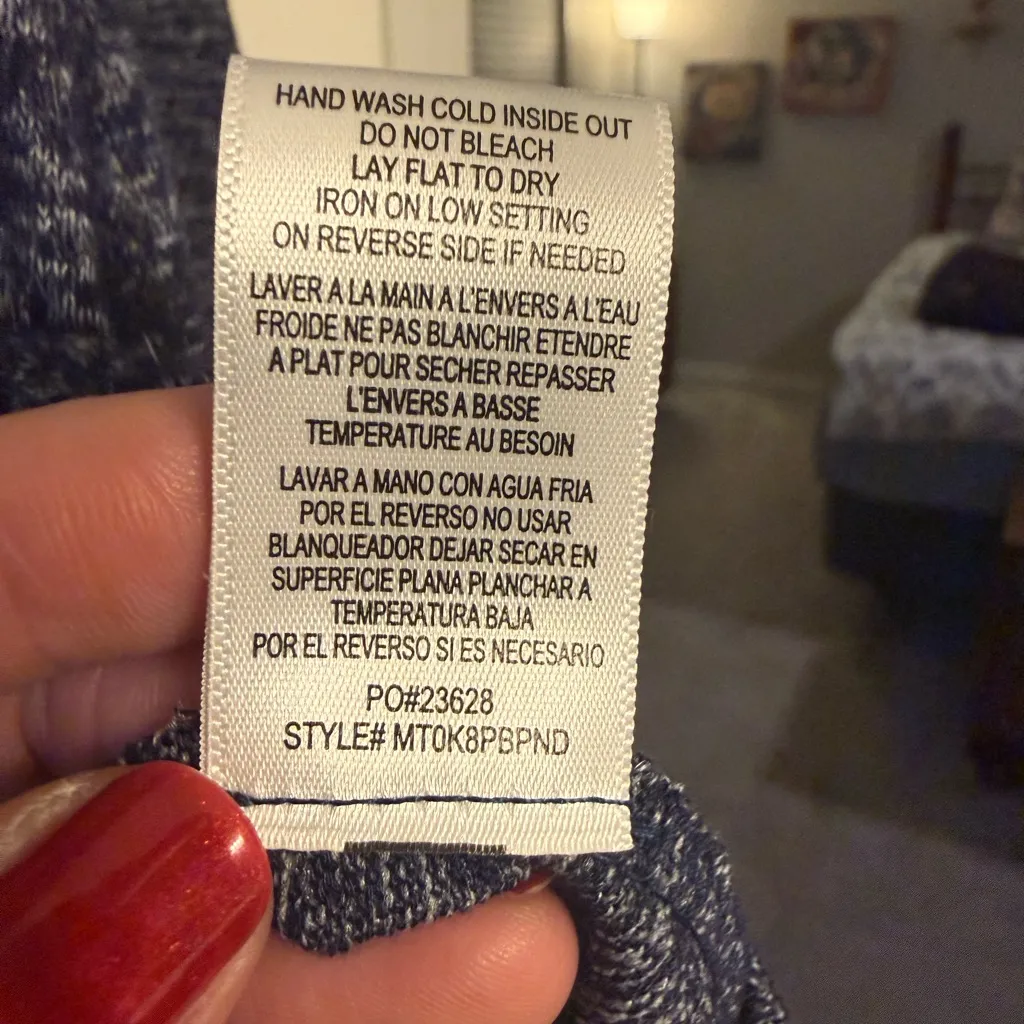 HAND WASH COLD INSIDE OUT
DO NOT BLEACH
LAY FLAT TO DRY
IRON ON LOW SETTING
ON REVERSE SIDE IF NEEDED
LAVER A LA MAIN A L'ENVERS A L'EAU
FROIDE NE PAS BLANCHIR ETENDRE
A PLAT POUR SECHER REPASSER
L'ENVERS A BASSE
TEMPERATURE AU BESOIN
LAVAR A MANO CON AGUA FRIA
POR EL REVERSO NO USAR
BLANQUEADOR DEJAR SECAR EN
SUPERFICIE PLANA PLANCHAR A
TEMPERATURA BAJA
POR EL REVERSO SI ES NECESARIO
PO#23628
STYLE# MT0K8PBPND